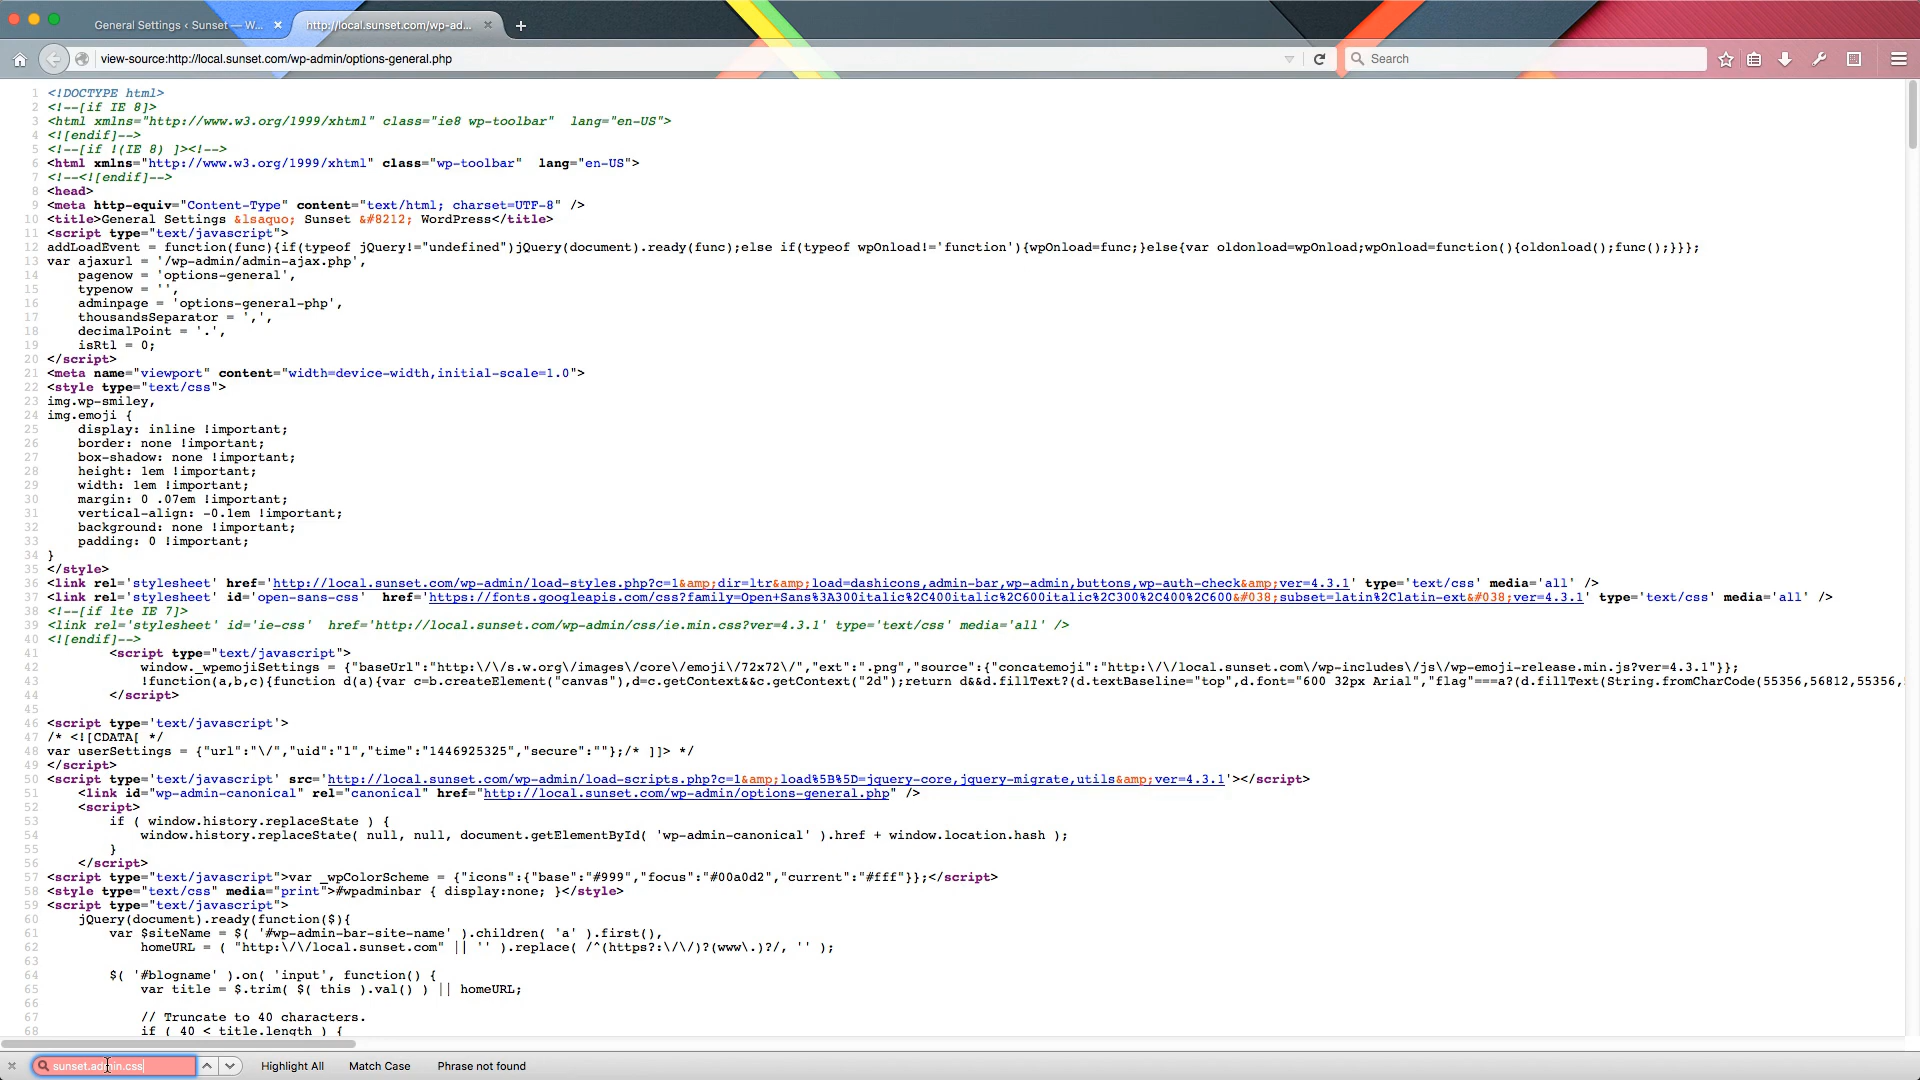 General Settings ‹ Sunset — W...
http://local.sunset.com/wp-ad...
view-source:http://local.sunset.com/wp-admin/options-general.php
Search
1 <!DOCTYPE html>
2 <!--[if IE 8]>
3 <html xmlns="http://www.w3.org/1999/xhtml" class="ie8 wp-toolbar"  lang="en-US">
4 <![endif]-->
5 <!--[if !(IE 8) ]><!-->
6 <html xmlns="http://www.w3.org/1999/xhtml" class="wp-toolbar"  lang="en-US">
7 <!--<![endif]-->
8 <head>
9 <meta http-equiv="Content-Type" content="text/html; charset=UTF-8" />
10 <title>General Settings &lsaquo; Sunset &#8212; WordPress</title>
11 <script type="text/javascript">
12 addLoadEvent = function(func){if(typeof jQuery!="undefined")jQuery(document).ready(func);else if(typeof wpOnload!='function'){wpOnload=func;}else{var oldonload=wpOnload;wpOnload=function(){oldonload();func();}}};
13 var ajaxurl = '/wp-admin/admin-ajax.php',
14     pagenow = 'options-general',
15     typenow = '',
16     adminpage = 'options-general-php',
17     thousandsSeparator = ',',
18     decimalPoint = '.',
19     isRtl = 0;
20 </script>
21 <meta name="viewport" content="width=device-width,initial-scale=1.0">
22 <style type="text/css">
23 img.wp-smiley,
24 img.emoji {
25     display: inline !important;
26     border: none !important;
27     box-shadow: none !important;
28     height: 1em !important;
29     width: 1em !important;
30     margin: 0 .07em !important;
31     vertical-align: -0.1em !important;
32     background: none !important;
33     padding: 0 !important;
34 }
35 </style>
36 <link rel='stylesheet' href='http://local.sunset.com/wp-admin/load-styles.php?c=1&amp;dir=ltr&amp;load=dashicons,admin-bar,wp-admin,buttons,wp-auth-check&amp;ver=4.3.1' type='text/css' media='all' />
37 <link rel='stylesheet' id='open-sans-css'  href='https://fonts.googleapis.com/css?family=Open+Sans%3A300italic%2C400italic%2C600italic%2C300%2C400%2C600&#038;subset=latin%2Clatin-ext&#038;ver=4.3.1' type='text/css' media='all' />
38 <!--[if lte IE 7]>
39 <link rel='stylesheet' id='ie-css'  href='http://local.sunset.com/wp-admin/css/ie.min.css?ver=4.3.1' type='text/css' media='all' />
40 <![endif]-->
41         <script type="text/javascript">
42             window._wpemojiSettings = {"baseUrl":"http:\/\/s.w.org\/images\/core\/emoji\/72x72\/","ext":".png","source":{"concatemoji":"http:\/\/local.sunset.com\/wp-includes\/js\/wp-emoji-release.min.js?ver=4.3.1"}};
43             !function(a,b,c){function d(a){var c=b.createElement("canvas"),d=c.getContext&&c.getContext("2d");return d&&d.fillText?(d.textBaseline="top",d.font="600 32px Arial","flag"===a?(d.fillText(String.fromCharCode(55356,56812,55356,
44         </script>
45
46 <script type='text/javascript'>
47 /* <![CDATA[ */
48 var userSettings = {"url":"\/","uid":"1","time":"1446925325","secure":""};/* ]]> */
49 </script>
50 <script type='text/javascript' src='http://local.sunset.com/wp-admin/load-scripts.php?c=1&amp;load%5B%5D=jquery-core,jquery-migrate,utils&amp;ver=4.3.1'></script>
51     <link id="wp-admin-canonical" rel="canonical" href="http://local.sunset.com/wp-admin/options-general.php" />
52     <script>
53         if ( window.history.replaceState ) {
54             window.history.replaceState( null, null, document.getElementById( 'wp-admin-canonical' ).href + window.location.hash );
55         }
56     </script>
57 <script type="text/javascript">var _wpColorScheme = {"icons":{"base":"#999","focus":"#00a0d2","current":"#fff"}};</script>
58 <style type="text/css" media="print">#wpadminbar { display:none; }</style>
59 <script type="text/javascript">
60     jQuery(document).ready(function($){
61         var $siteName = $( '#wp-admin-bar-site-name' ).children( 'a' ).first(),
62             homeURL = ( "http:\/\/local.sunset.com" || '' ).replace( /^(https?:\/\/)?(www\.)?/, '' );
63
64         $( '#blogname' ).on( 'input', function() {
65             var title = $.trim( $( this ).val() ) || homeURL;
66
67             // Truncate to 40 characters.
68             if ( 40 < title.length ) {
sunset.admin.css
Highlight All
Match Case
Phrase not found